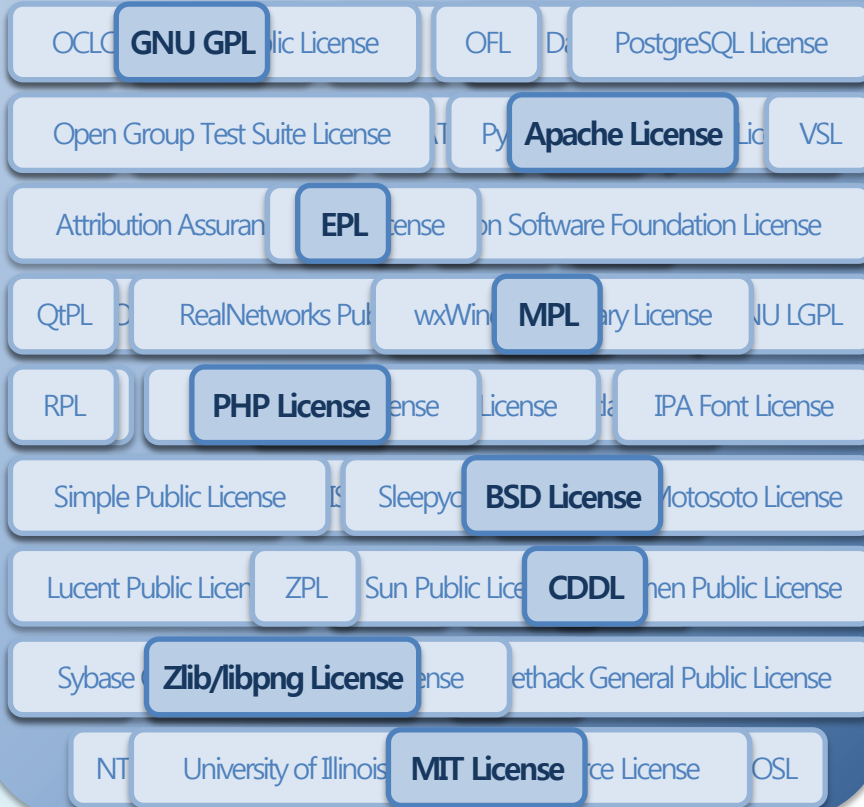 OCLC GNU GPL lic License OFL Da PostgreSQL License
Open Group Test Suite License Py Apache License Lic VSL
Attribution Assuran EPL cense on Software Foundation License
QtPL RealNetworks Pub wxWin MPL ary License NU LGPL
RPL PHP License ense License da IPA Font License
Simple Public License IS Sleepyc BSD License Motosoto License
Lucent Public Licen ZPL Sun Public Lice CDDL men Public License
Sybase Zlib/libpng License ense ethack General Public License
NT University of Illinois MIT License rce License OSL